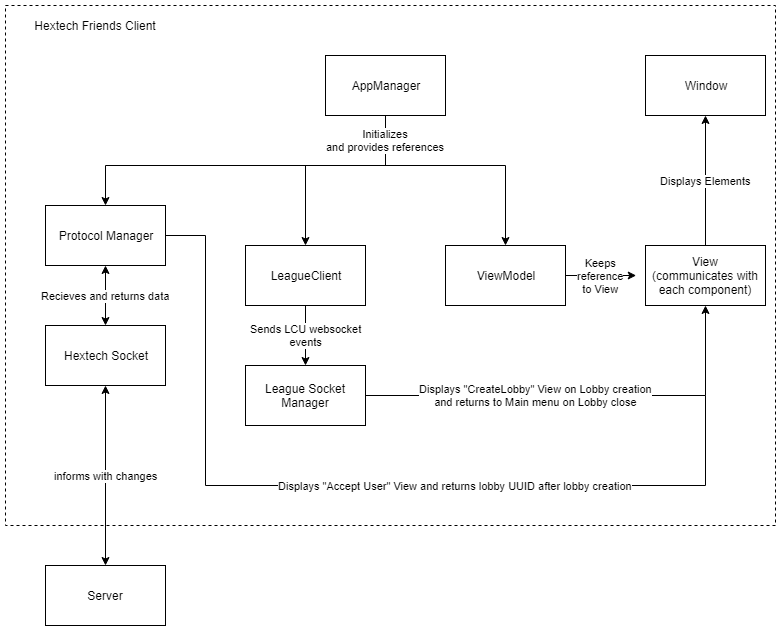 Hextech Friends Client
AppManager
Window
Initializes
and provides references
Displays Elements
Protocol Manager
LeagueClient
ViewModel
Keeps
reference
to View
View
(communicates with
each component)
Recieves and returns data
Sends LCU websocket
events
Hextech Socket
League Socket
Manager
Displays "CreateLobby" View on Lobby creation
and returns to Main menu on Lobby close
informs with changes
Displays "Accept User" View and returns lobby UUID after lobby creation
Server